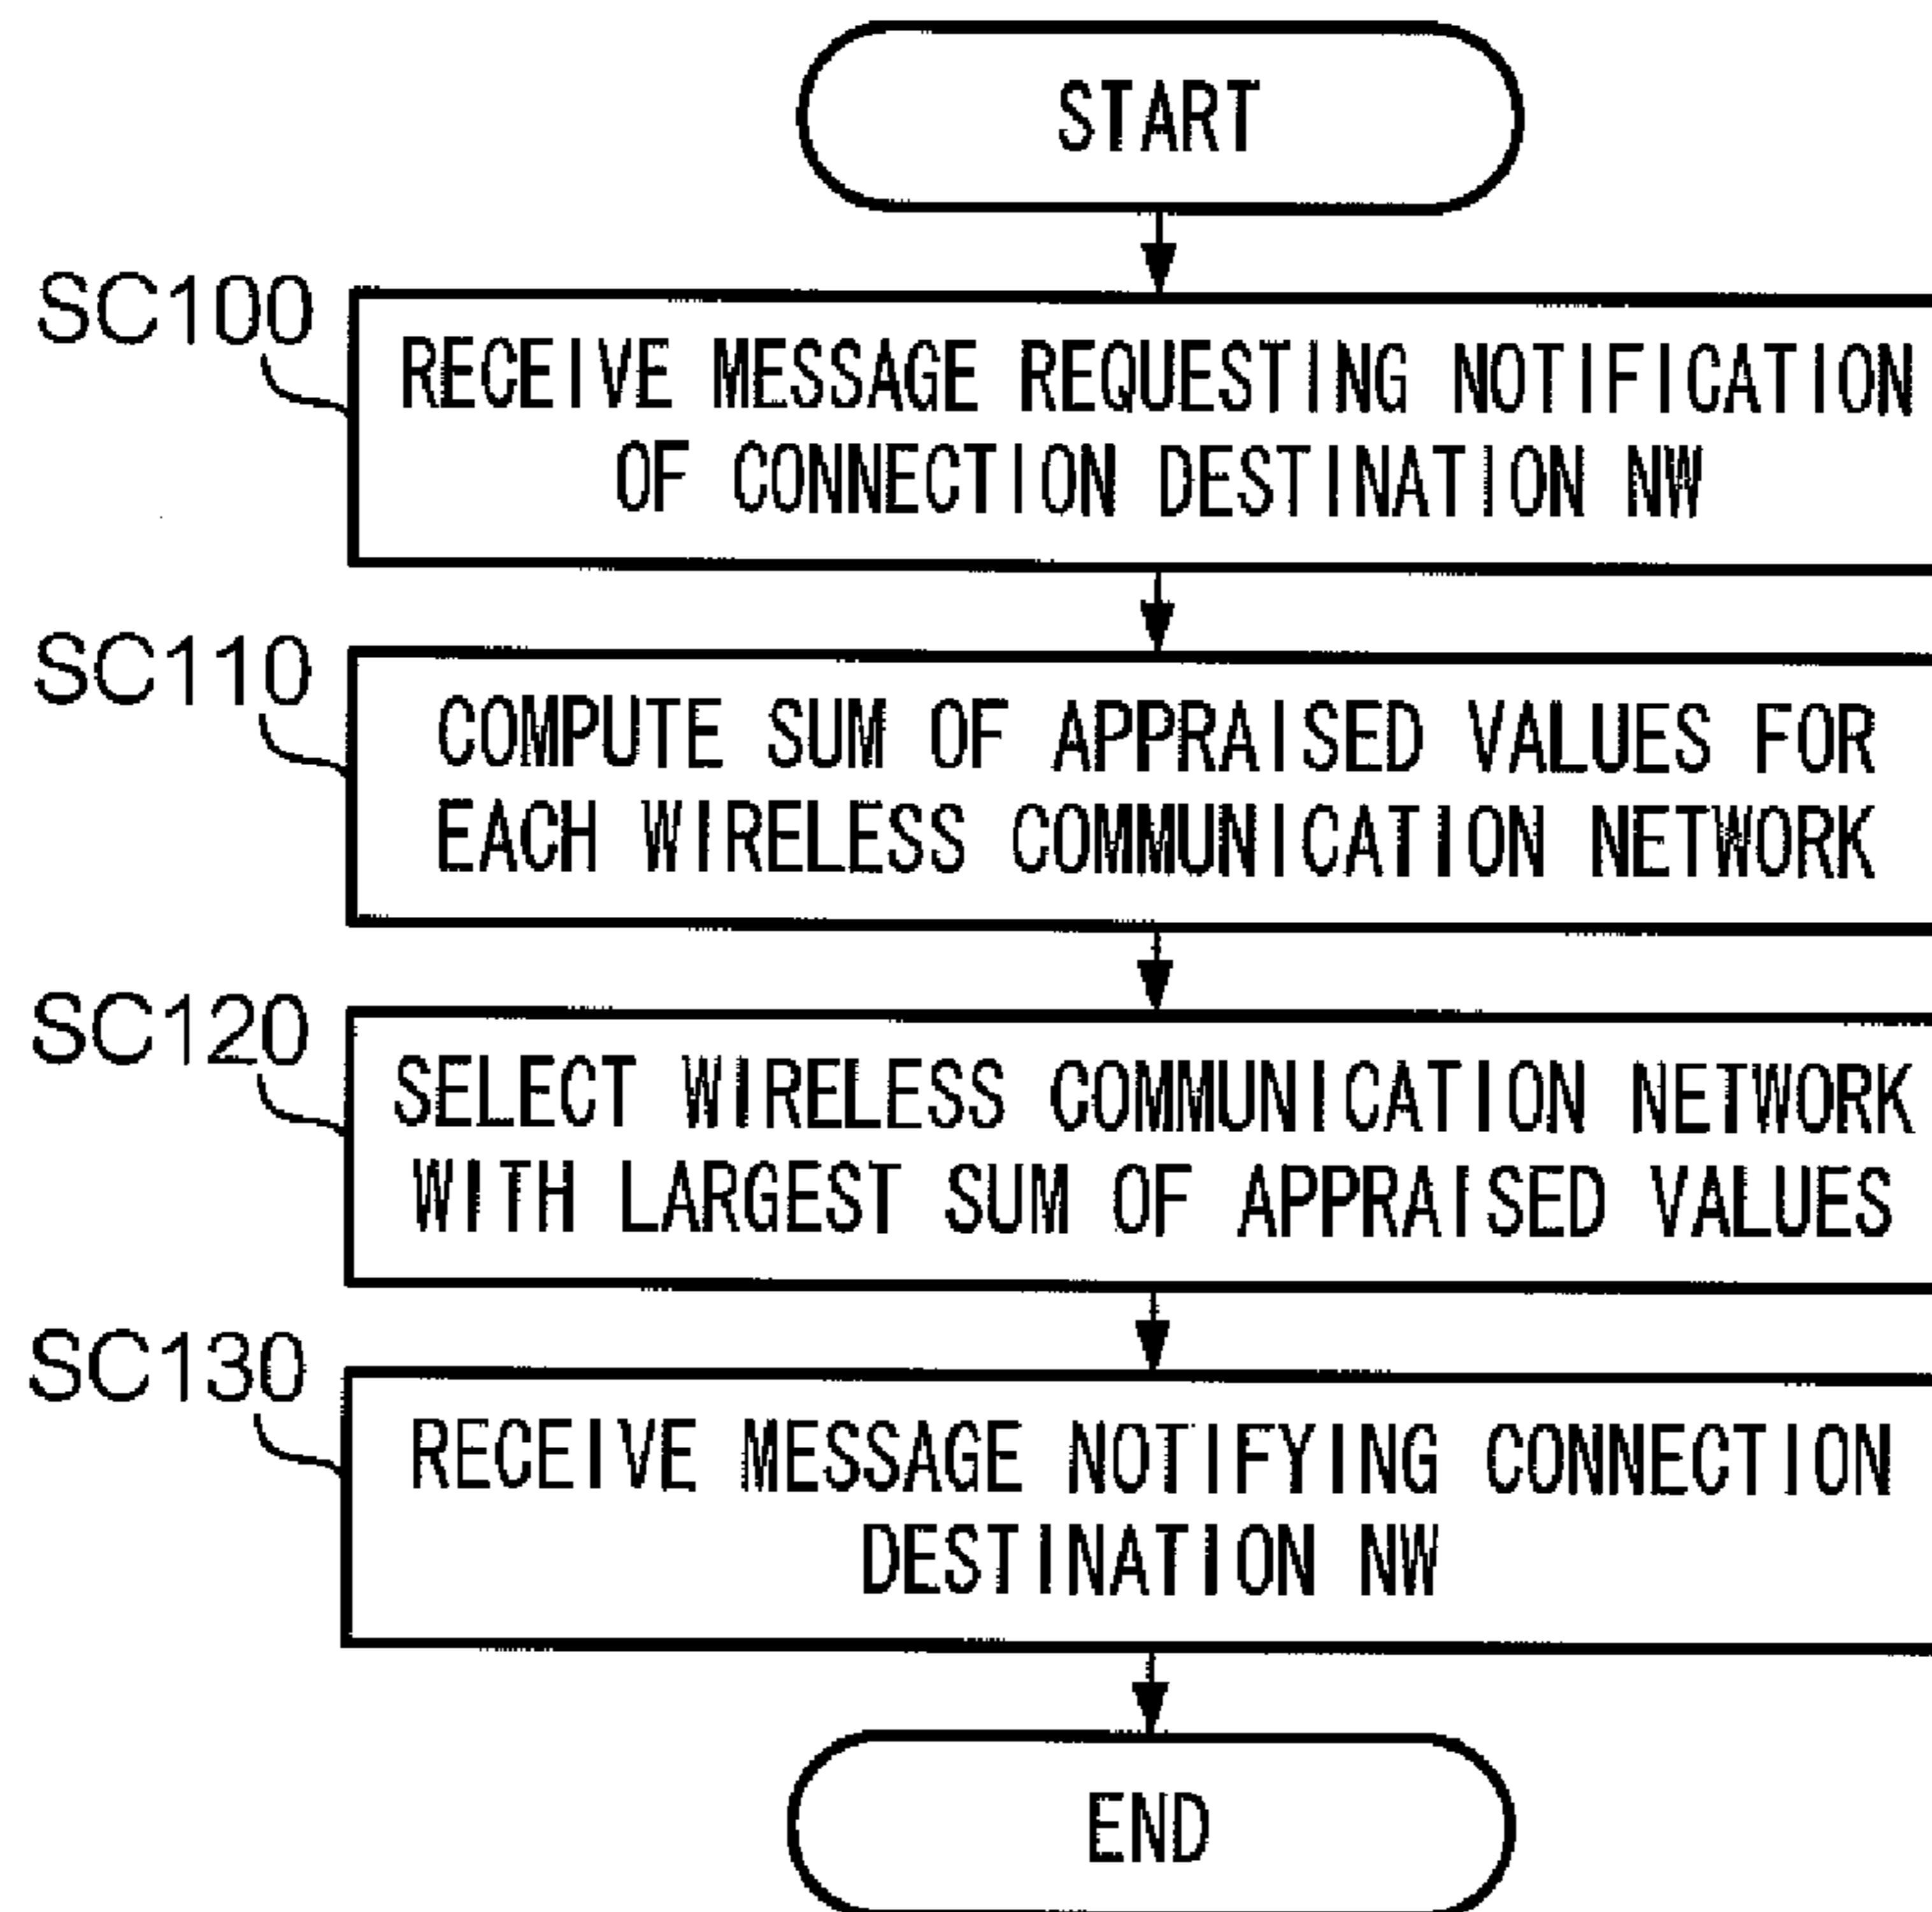 START
SC100
RECEIVE MESSAGE REQUESTING NOTIFICATION
OF CONNECTION DESTINATION NW
SC110
COMPUTE SUM OF APPRAISED VALUES FOR
EACH WIRELESS COMMUNICATION NETWORK
SC120
SELECT WIRELESS COMMUNICATION NETWORK
WITH LARGEST SUM OF APPRAISED VALUES
SC130
RECEIVE MESSAGE NOTIFYING CONNECTION
DESTINATION NW
END